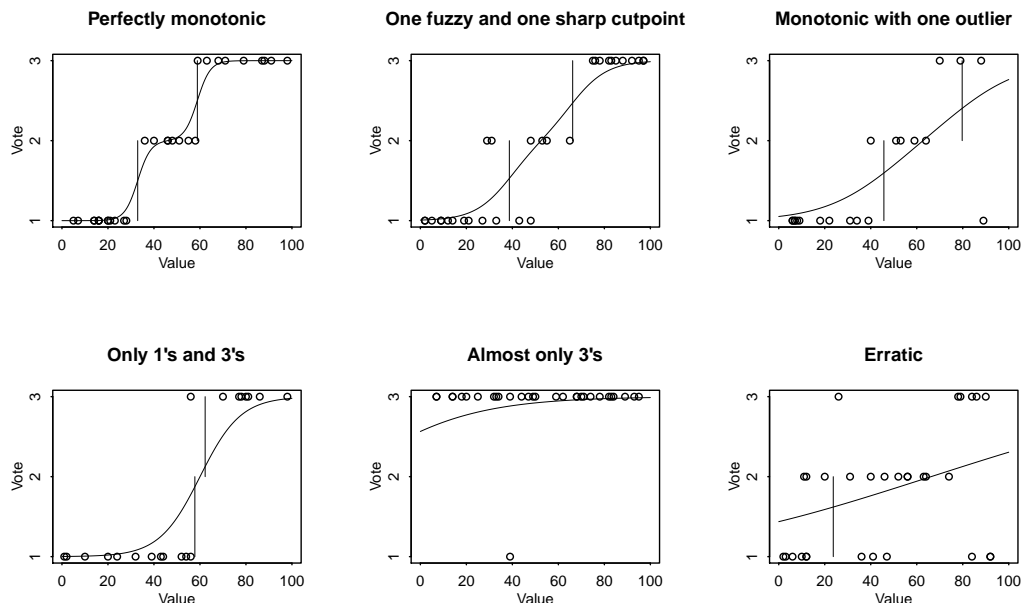 Perfectly monotonic
Vote
1 2 3
0 20 40 60 80 100
Value
One fuzzy and one sharp cutpoint
Vote
1 2 3
0 20 40 60 80 100
Value
Monotonic with one outlier
Vote
1 2 3
0 20 40 60 80 100
Value
Only 1's and 3's
Vote
1 2 3
0 20 40 60 80 100
Value
Almost only 3's
Vote
1 2 3
0 20 40 60 80 100
Value
Erratic
Vote
1 2 3
0 20 40 60 80 100
Value